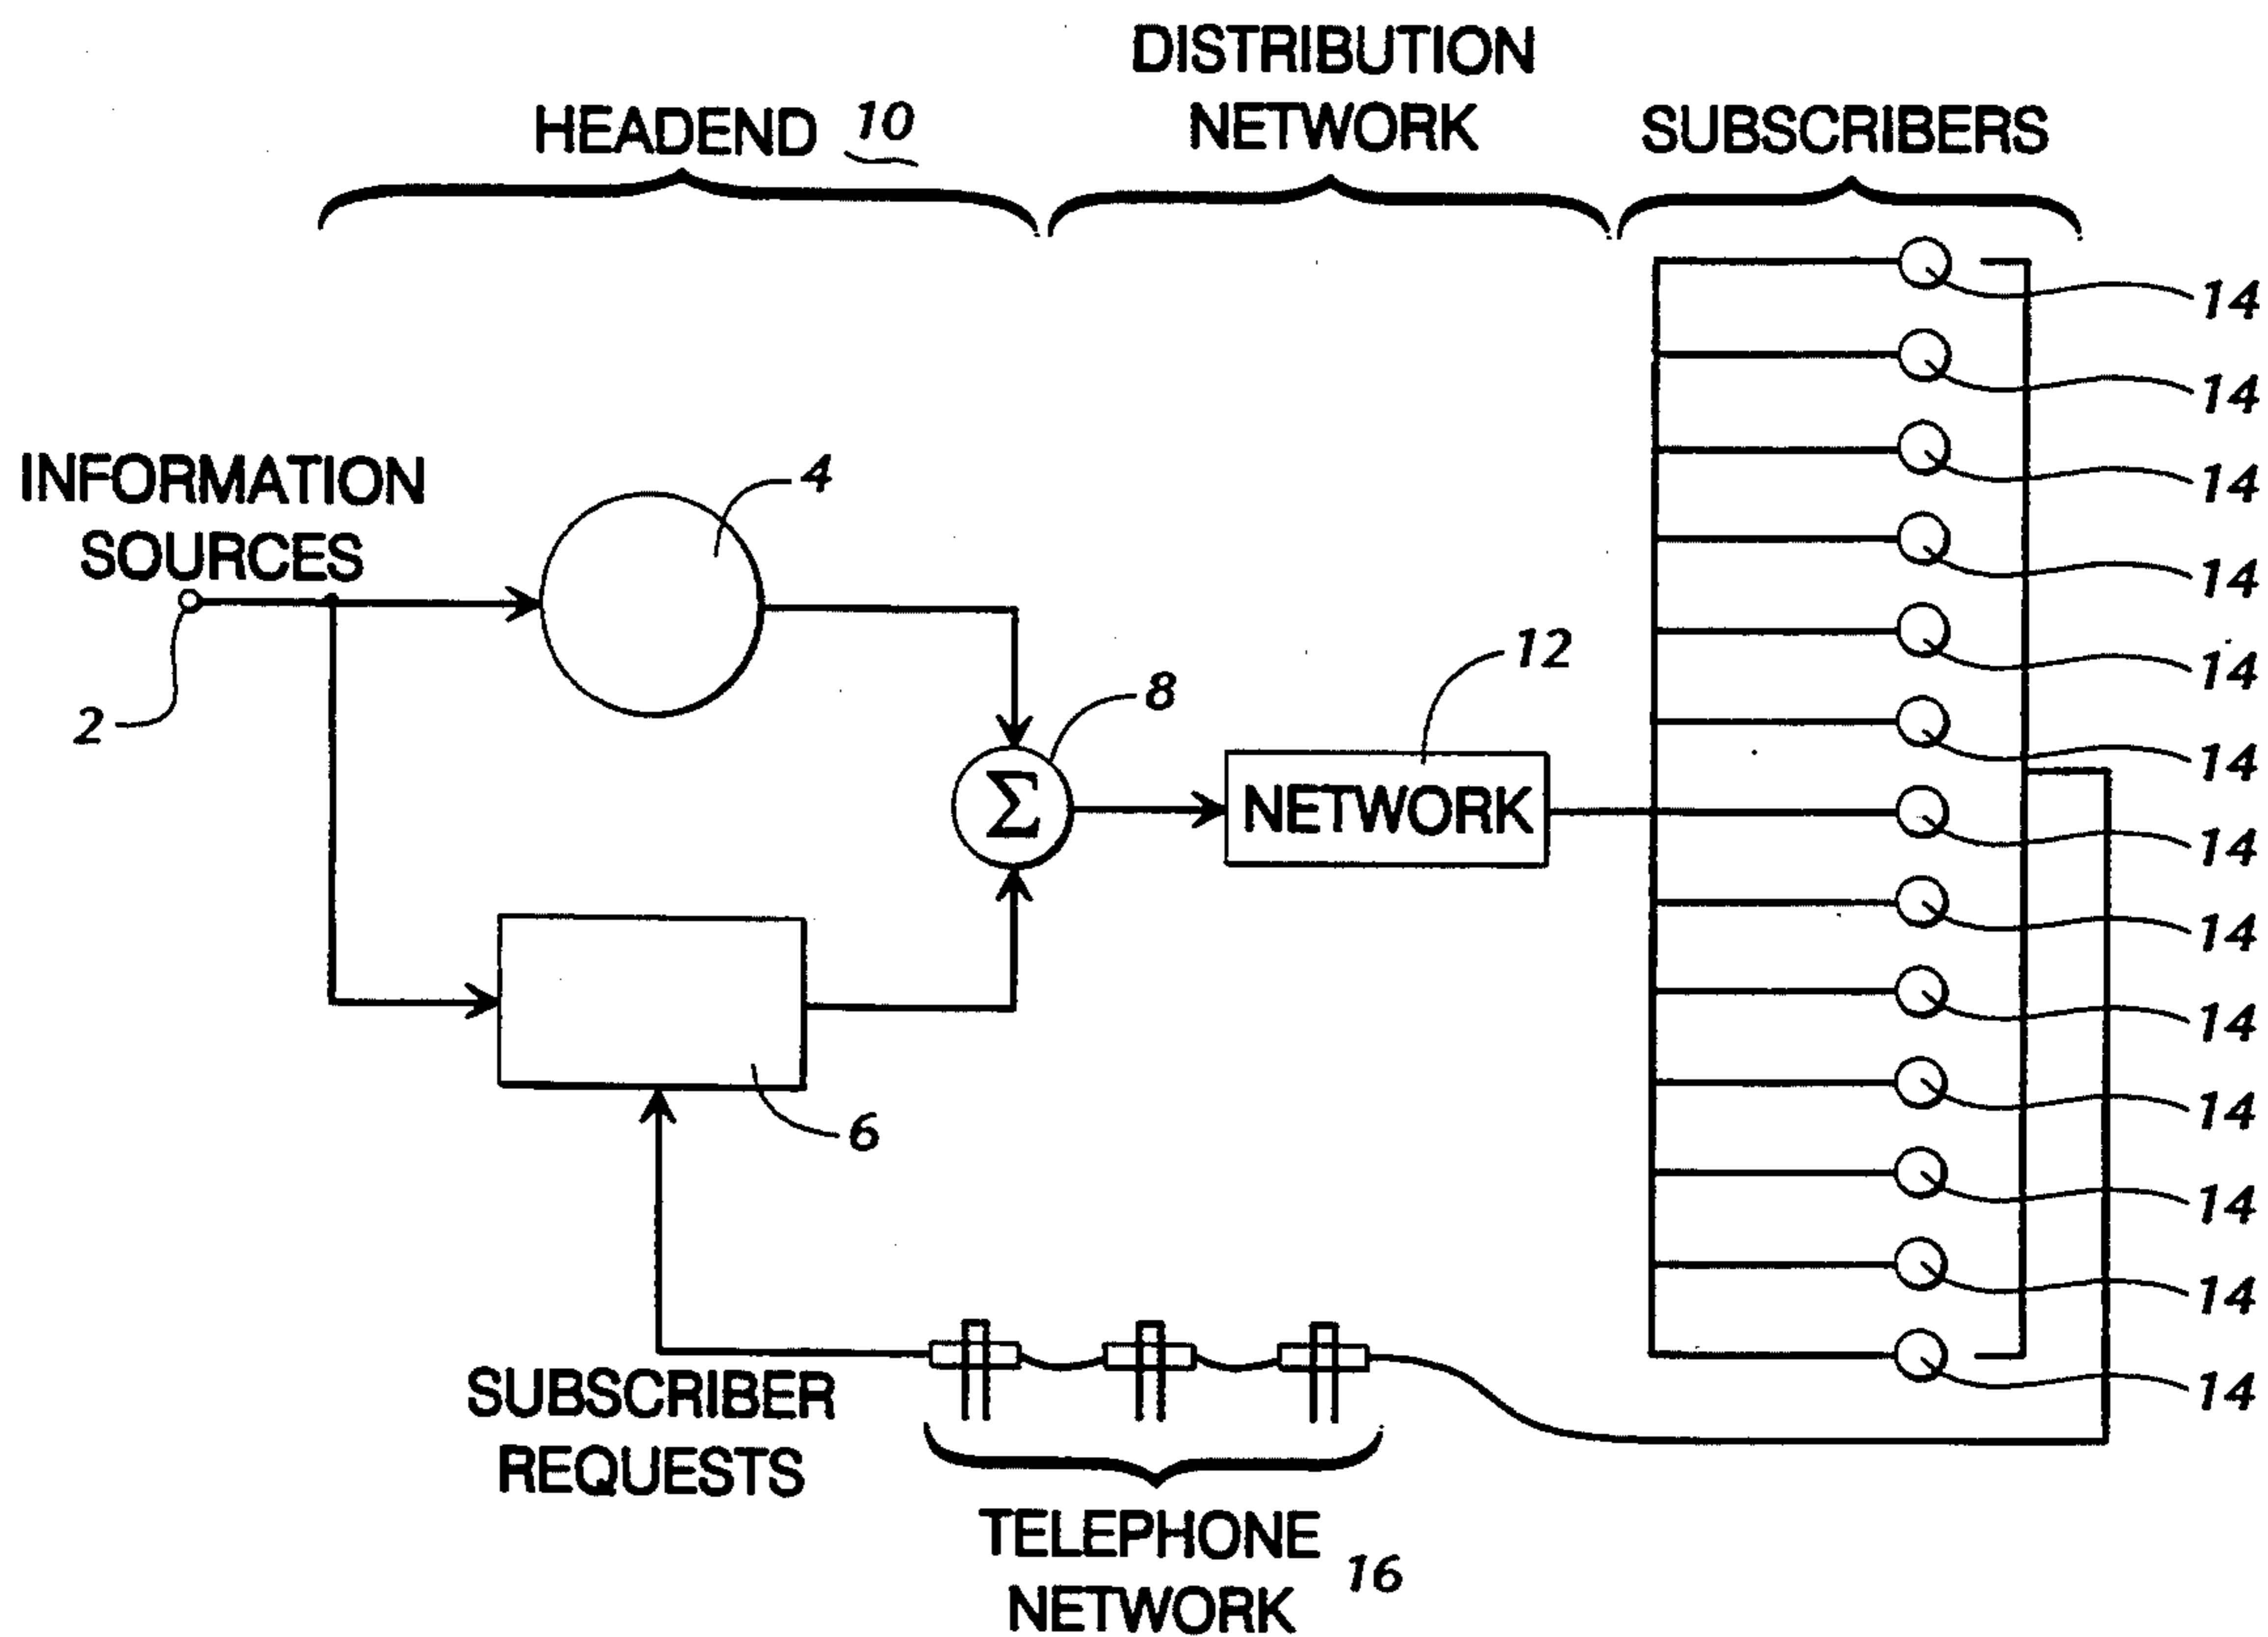 DISTRIBUTION
NETWORK
HEADEND 10
SUBSCRIBERS
14
14
14
14
14
14
14
14
14
14
14
14
14
INFORMATION
SOURCES
2
4
8
Σ
12
NETWORK
6
SUBSCRIBER
REQUESTS
TELEPHONE
NETWORK 16